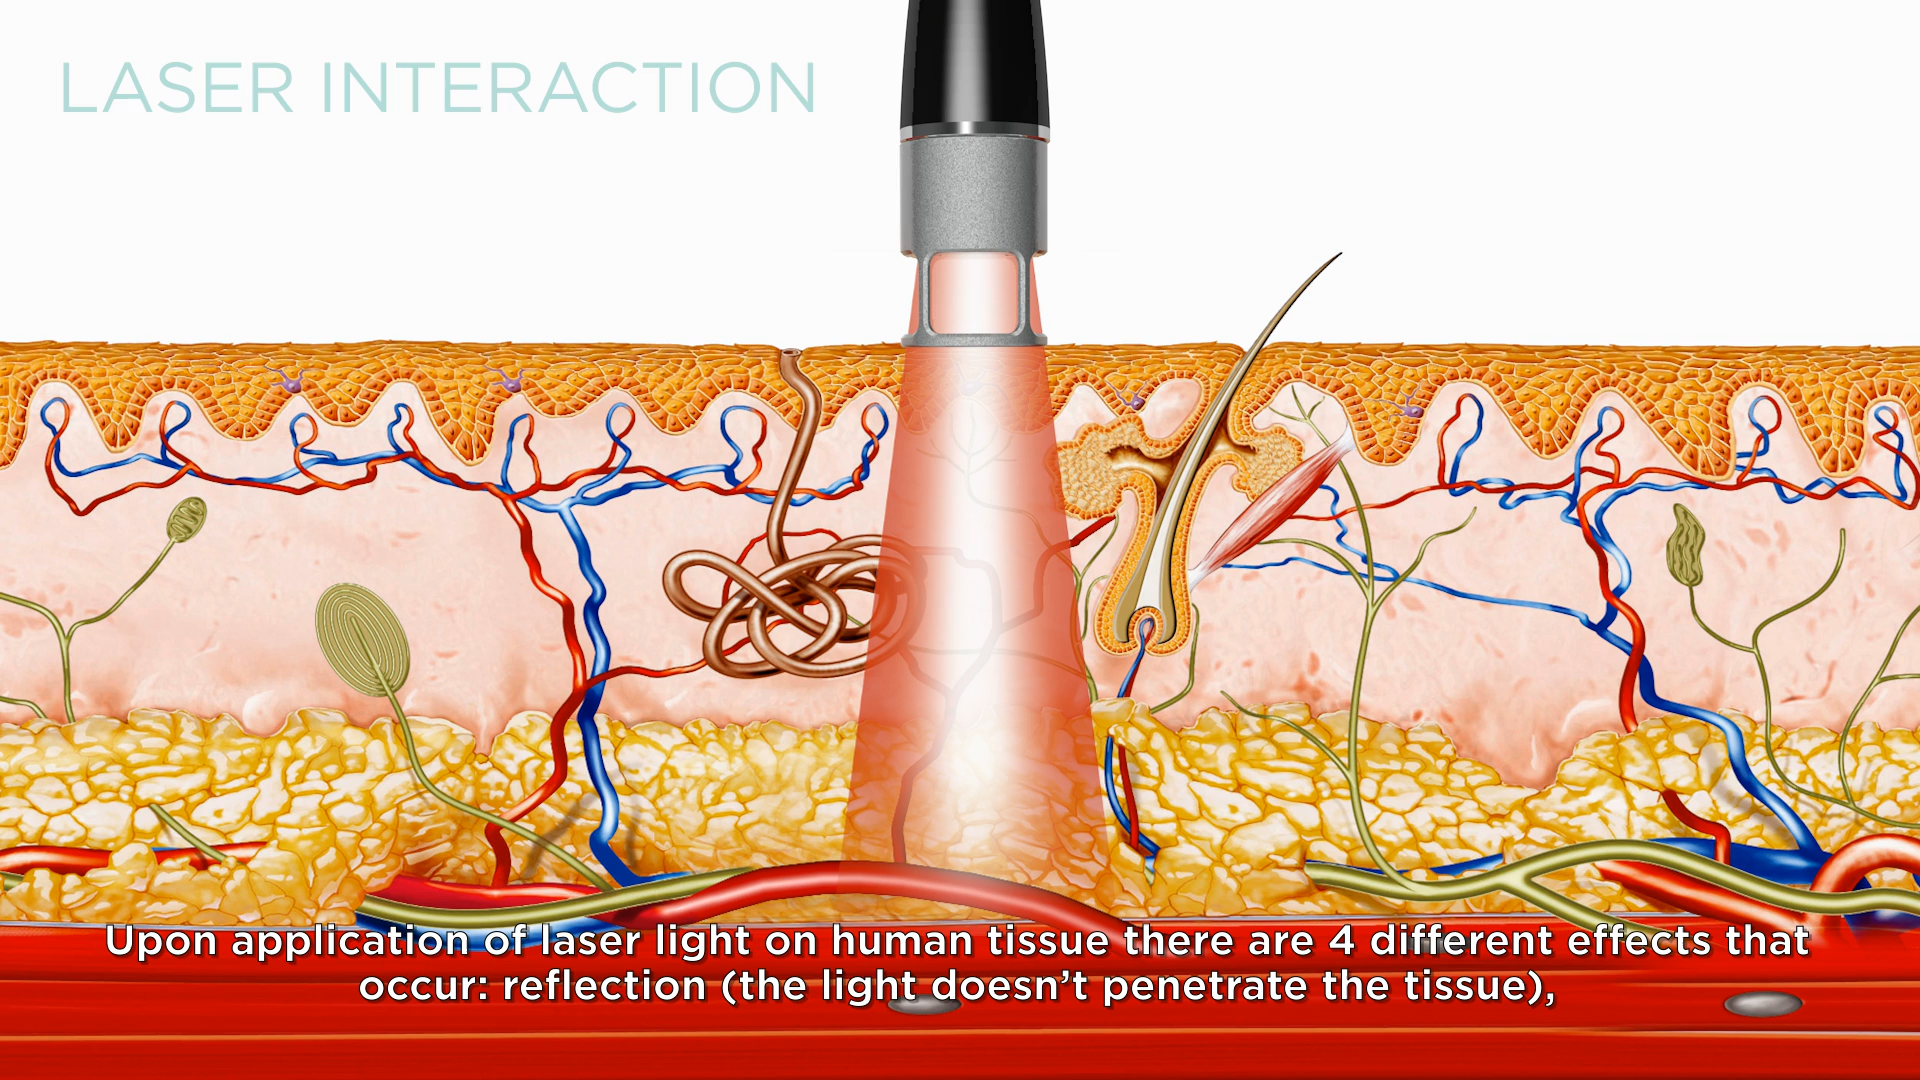 LASER INTERACTION
Upon application of laser light on human tissue there are 4 different effects that
occur: reflection (the light doesn’t penetrate the tissue),